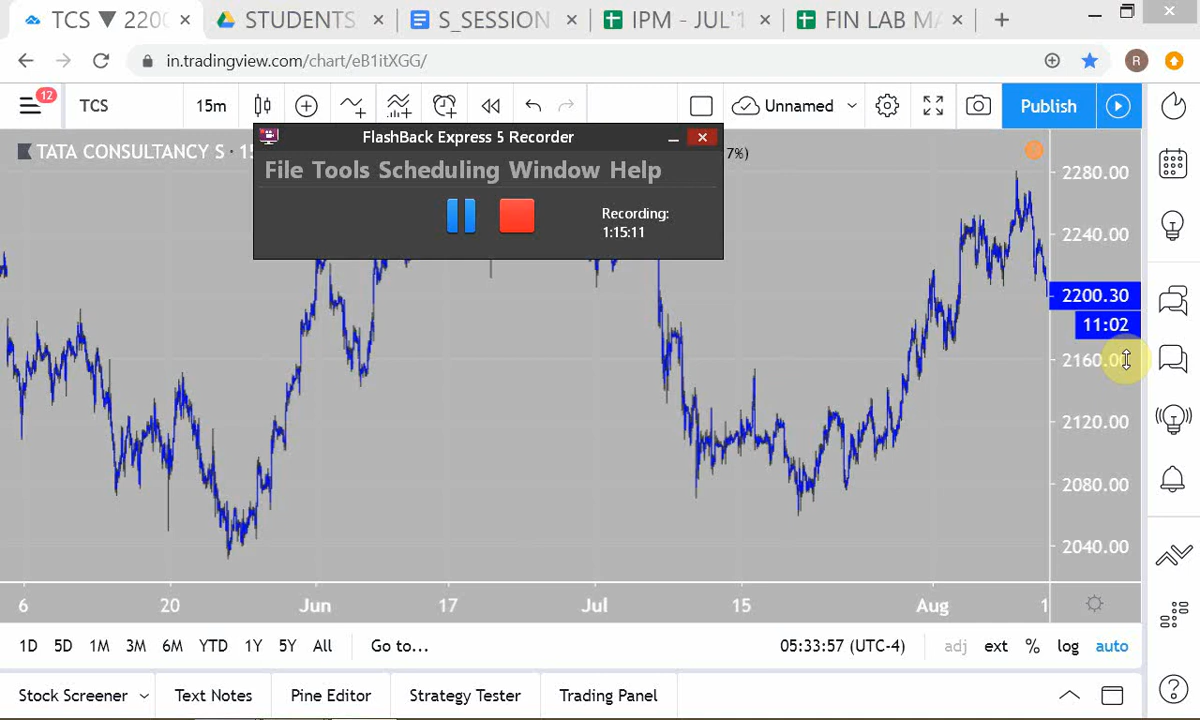 TCS ▼ 220
STUDENTS
S_SESSION
IPM - JUL'1
FIN LAB MA
in.tradingview.com/chart/eB1itXGG/
R
12
TCS
15m
Unnamed
Publish
FlashBack Express 5 Recorder
TATA CONSULTANCY S · 15
7%)
File Tools Scheduling Window Help
Recording:
1:15:11
2280.00
2240.00
2200.30
11:02
2160.00
2120.00
2080.00
2040.00
6
20
Jun
17
Jul
15
Aug
1
1D 5D 1M 3M 6M YTD 1Y 5Y All
Go to...
05:33:57 (UTC-4)
adj ext % log auto
Stock Screener
Text Notes
Pine Editor
Strategy Tester
Trading Panel